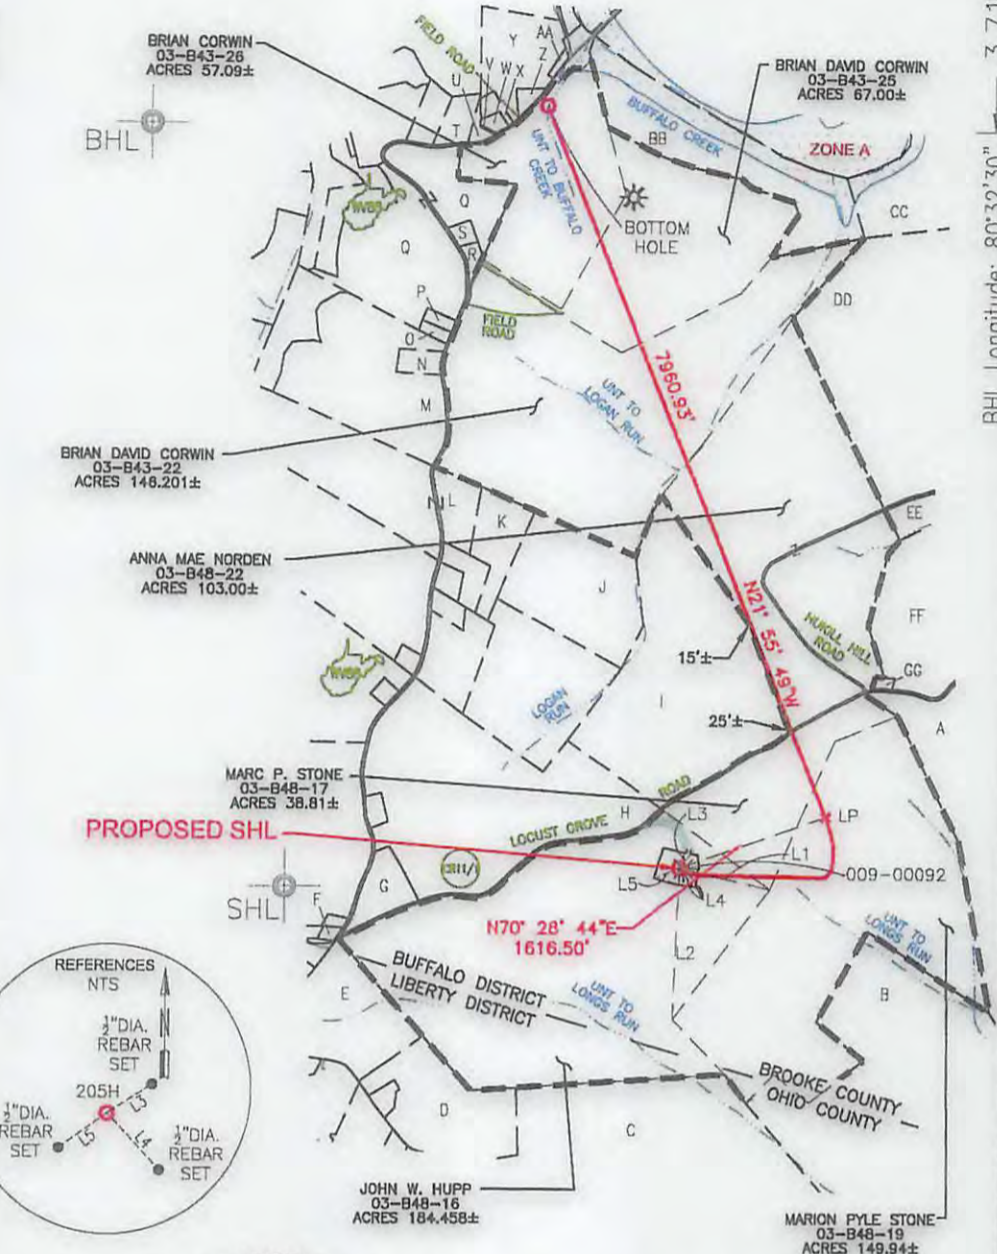 BRIAN CORWIN
03-B43-26
ACRES 57.09±
FIELD ROAD
Y
AA
Z
V
W
X
U
T
BRIAN DAVID CORWIN
03-B43-25
ACRES 67.00±
BHL
BUFFALO CREEK
BB
ZONE A
UNT TO BUFFALO
CREEK
BOTTOM
HOLE
CC
DD
Q
Q
S
R
P
O
N
M
FIELD
ROAD
BHL Longitude: 80°32'30"
7960.93'
UNT TO
LOGAN RUN
BRIAN DAVID CORWIN
03-B43-22
ACRES 148.201±
L
K
EE
ANNA MAE NORDEN
03-B48-22
ACRES 103.00±
J
FF
N21° 55' 49"W
HUKILL HILL
ROAD
15'±
GG
LOGAN
RUN
I
25'±
A
MARC P. STONE
03-B48-17
ACRES 38.81±
H
LOCUST GROVE
ROAD
L3
LP
PROPOSED SHL
L1
009-00092
L5
L4
G
SHL
F
N70° 28' 44"E
1616.50'
L2
UNT TO
LONGS RUN
B
BUFFALO DISTRICT
LIBERTY DISTRICT
UNT TO
LONGS RUN
E
REFERENCES
NTS
½"DIA.
REBAR
SET
205H
L3
L5
L4
½"DIA.
REBAR
SET
½"DIA.
REBAR
SET
BROOKE COUNTY
OHIO COUNTY
D
C
JOHN W. HUPP
03-B48-16
ACRES 184.458±
MARION PYLE STONE
03-B48-19
ACRES 149.94±